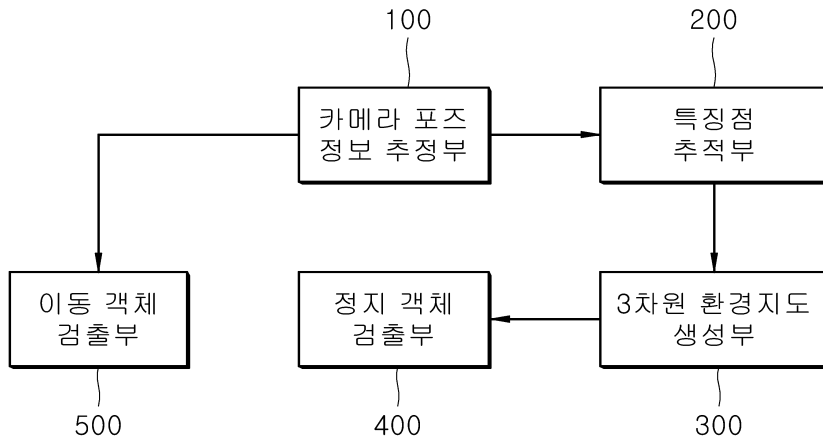 100
200
카메라 포즈
정보 추정부
특징점
추적부
이동 객체
검출부
정지 객체
검출부
3차원 환경지도
생성부
500
400
300